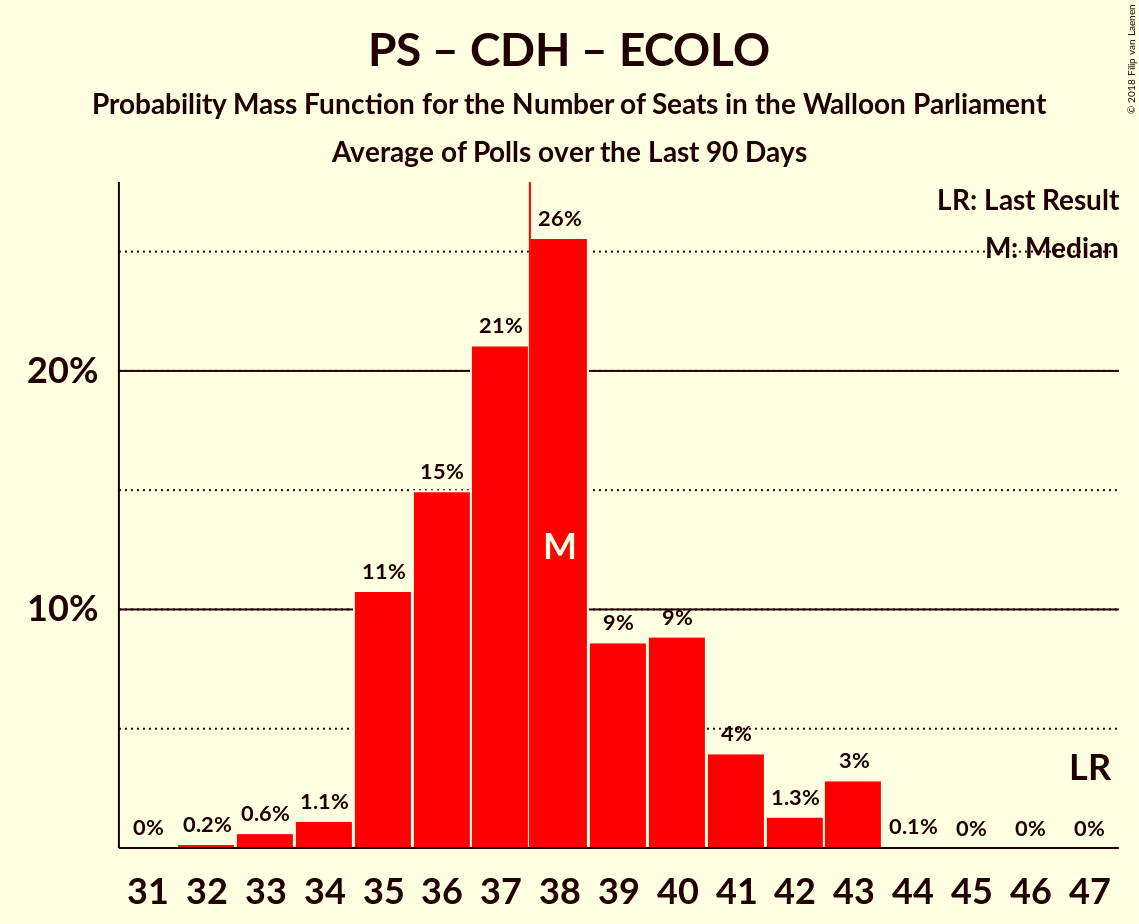 PS – CDH – ECOLO
Probability Mass Function for the Number of Seats in the Walloon Parliament
Average of Polls over the Last 90 Days
© 2018 Filip van Laenen
LR: Last Result
M: Median
20%
10%
0%
0.2%
0.6%
1.1%
11%
15%
21%
26%
9%
9%
4%
1.3%
3%
0.1%
0%
0%
0%
M
LR
31 32 33 34 35 36 37 38 39 40 41 42 43 44 45 46 47